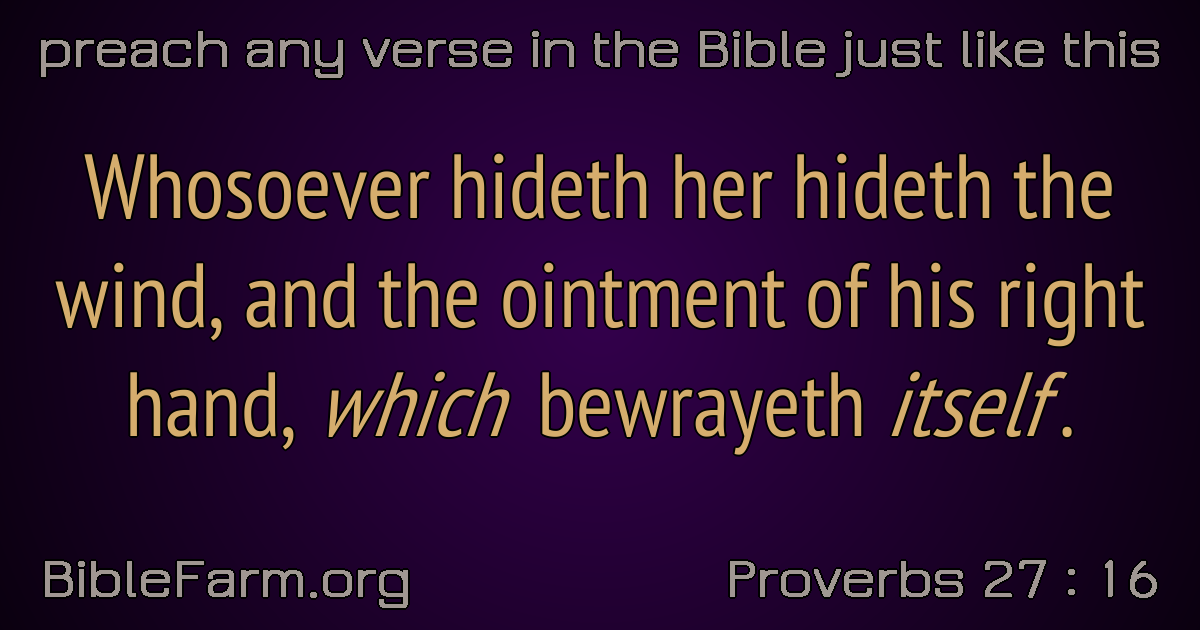 preach any verse in the Bible just like this
Whosoever hideth her hideth the
wind, and the ointment of his right
hand, which bewrayeth itself.
BibleFarm.org
Proverbs 27 : 16